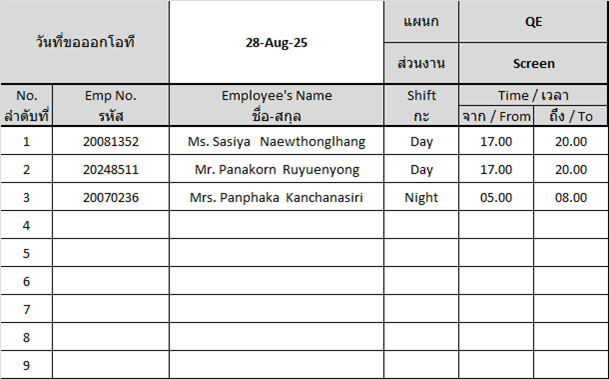 วันที่ขอออกโอที 28-Aug-25 แผนก QE
ส่วนงาน Screen
No. Emp No. Employee's Name Shift Time / เวลา
ลำดับที่ รหัส ชื่อ-สกุล กะ จาก / From ถึง / To
1 20081352 Ms. Sasiya Naewthonglhang Day 17.00 20.00
2 20248511 Mr. Panakorn Ruyuenyong Day 17.00 20.00
3 20070236 Mrs. Panphaka Kanchanasiri Night 05.00 08.00
4
5
6
7
8
9